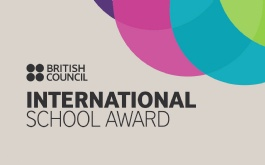 BRITISH
COUNCIL
INTERNATIONAL
SCHOOL AWARD